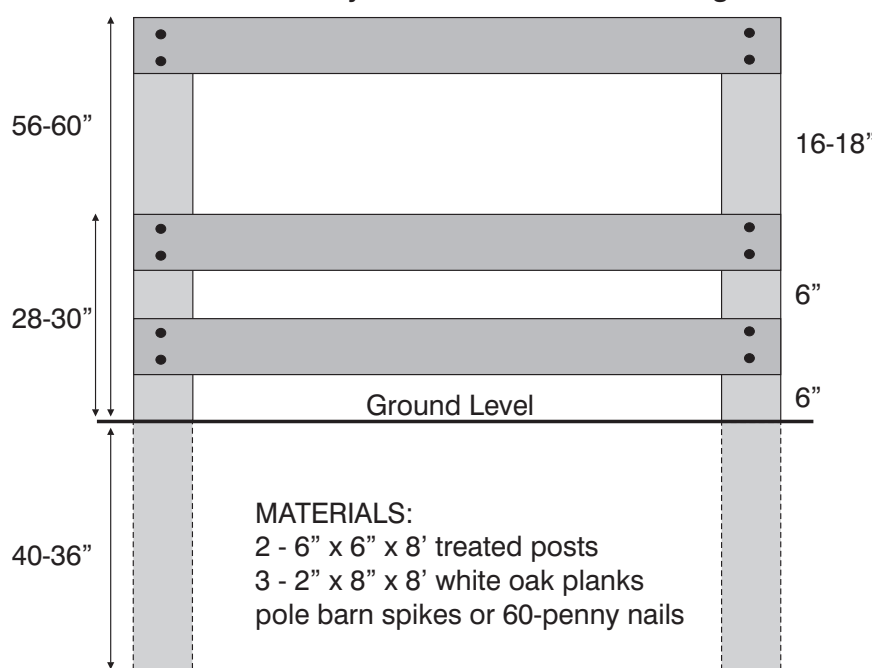 56-60”
16-18”
6”
28-30”
6”
Ground Level
MATERIALS:
2 - 6” x 6” x 8’ treated posts
3 - 2” x 8” x 8’ white oak planks
pole barn spikes or 60-penny nails
40-36”